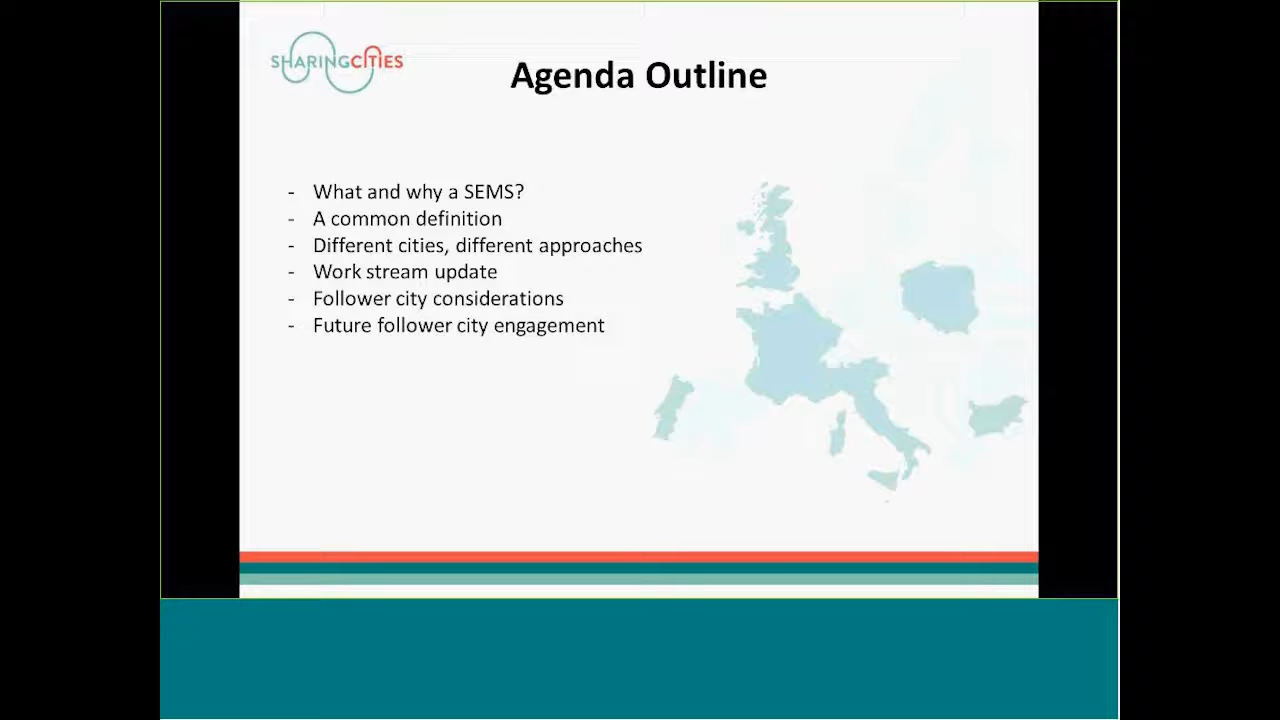 SHARINGCITIES
Agenda Outline
- What and why a SEMS?
- A common definition
- Different cities, different approaches
- Work stream update
- Follower city considerations
- Future follower city engagement